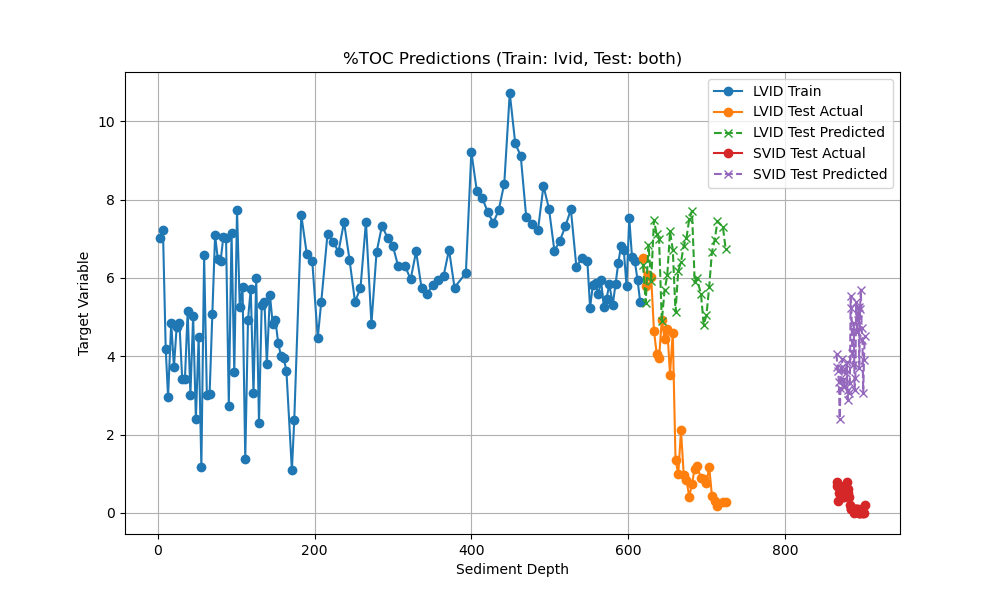 %TOC Predictions (Train: lvid, Test: both)
LVID Train
LVID Test Actual
LVID Test Predicted
SVID Test Actual
SVID Test Predicted
10
8
6
4
2
0
Target Variable
0 200 400 600 800
Sediment Depth